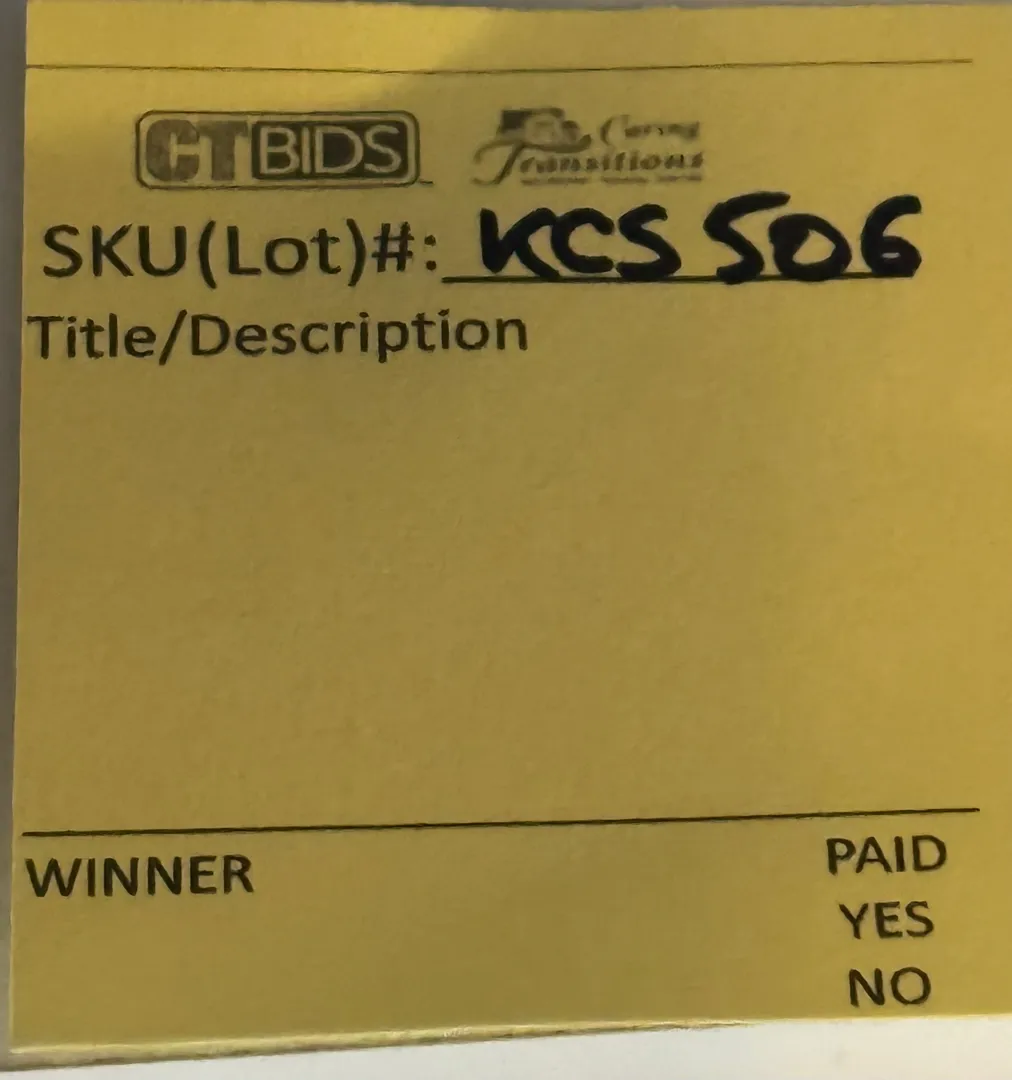 CTBIDS Caring Transitions
SKU(Lot)#: KCS 506
Title/Description
WINNER PAID
YES
NO